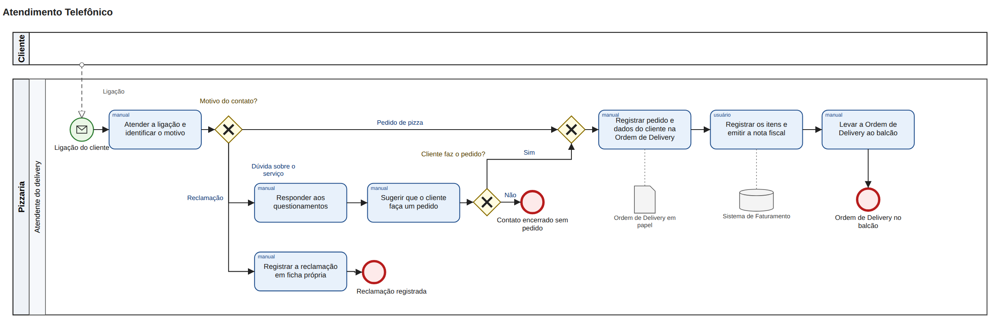 Atendimento Telefônico
Cliente
Pizzaria
Atendente do delivery
Ligação
Ligação do cliente
manual
Atender a ligação e
identificar o motivo
Motivo do contato?
Pedido de pizza
Dúvida sobre o
serviço
Reclamação
manual
Responder aos
questionamentos
manual
Sugerir que o cliente
faça um pedido
Cliente faz o pedido?
Sim
Não
Contato encerrado sem
pedido
manual
Registrar a reclamação
em ficha própria
Reclamação registrada
manual
Registrar pedido e
dados do cliente na
Ordem de Delivery
Ordem de Delivery em
papel
usuário
Registrar os itens e
emitir a nota fiscal
Sistema de Faturamento
manual
Levar a Ordem de
Delivery ao balcão
Ordem de Delivery no
balcão